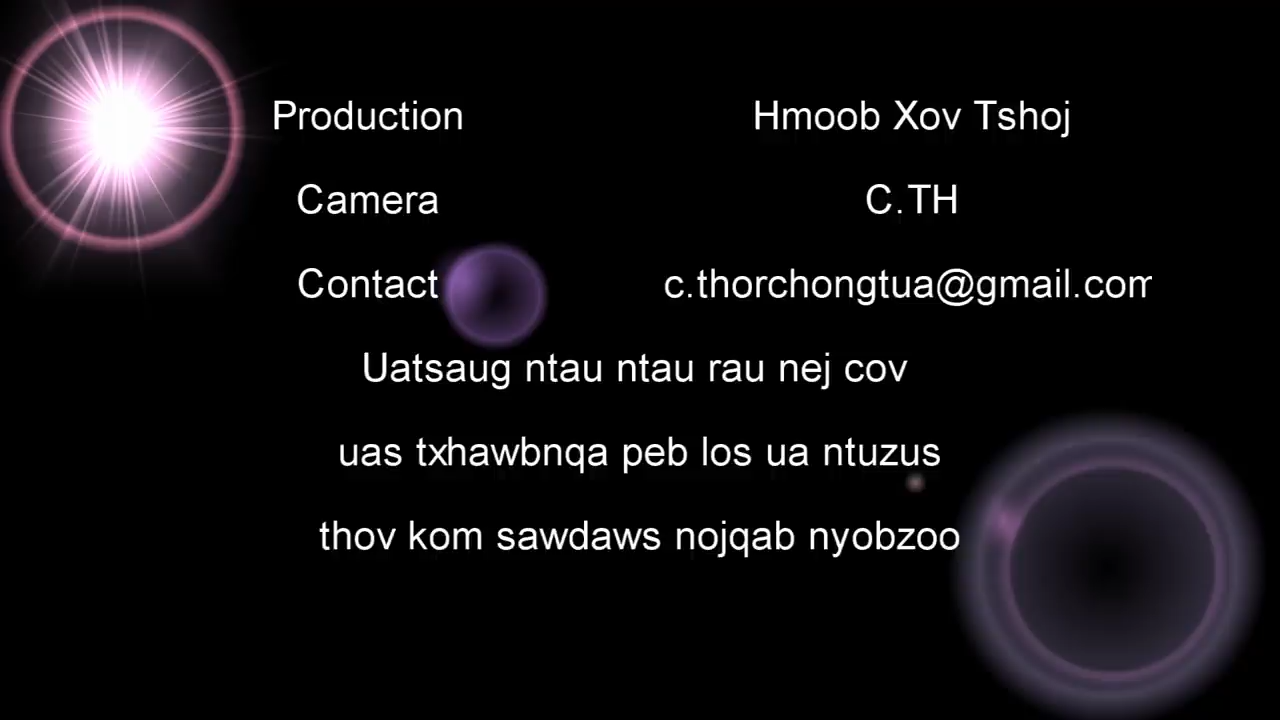 Production Hmoob Xov Tshoj
Camera C.TH
Contact c.thorchongtua@gmail.com
Uatsaug ntau ntau rau nej cov
uas txhawbnqa peb los ua ntuzus
thov kom sawdaws nojqab nyobzoo